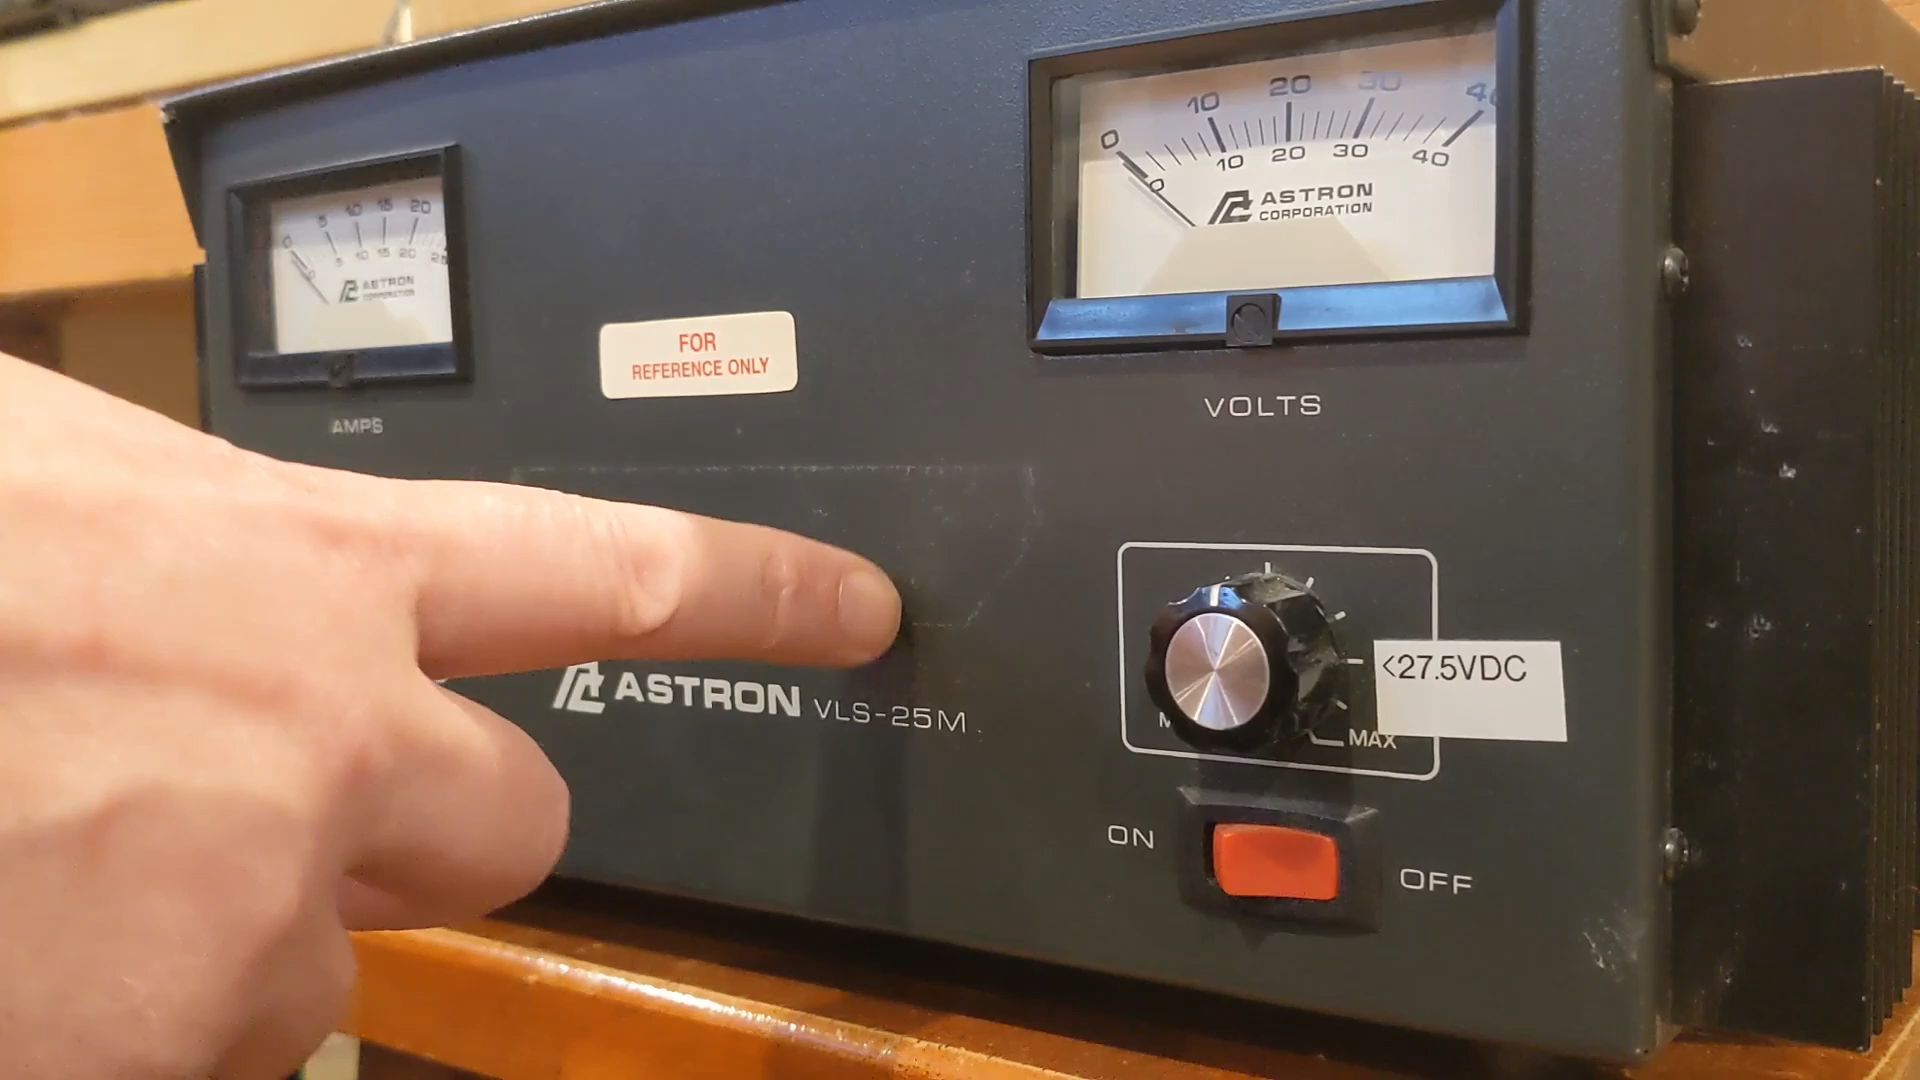 0 5 10 15 20
0 5 10 15 20
ASTRON
CORPORATION
AMPS
FOR
REFERENCE ONLY
0 10 20 30 40
0 10 20 30 40
ASTRON
CORPORATION
VOLTS
ASTRON VLS-25M
<27.5VDC
MAX
ON
OFF